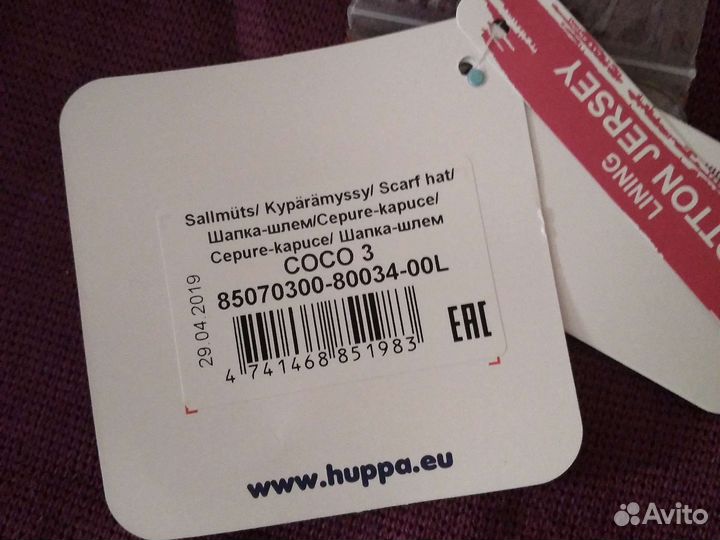 Sallmüts/ Kypärämyssy/ Scarf hat/
Шапка-шлем/Cepure-kapuce/
Cepure-kapuce/ Шапка-шлем
COCO 3
85070300-80034-00L
29.04.2019
4 741468 851983
EAC
www.huppa.eu
LINING
COTTON JERSEY
Avito